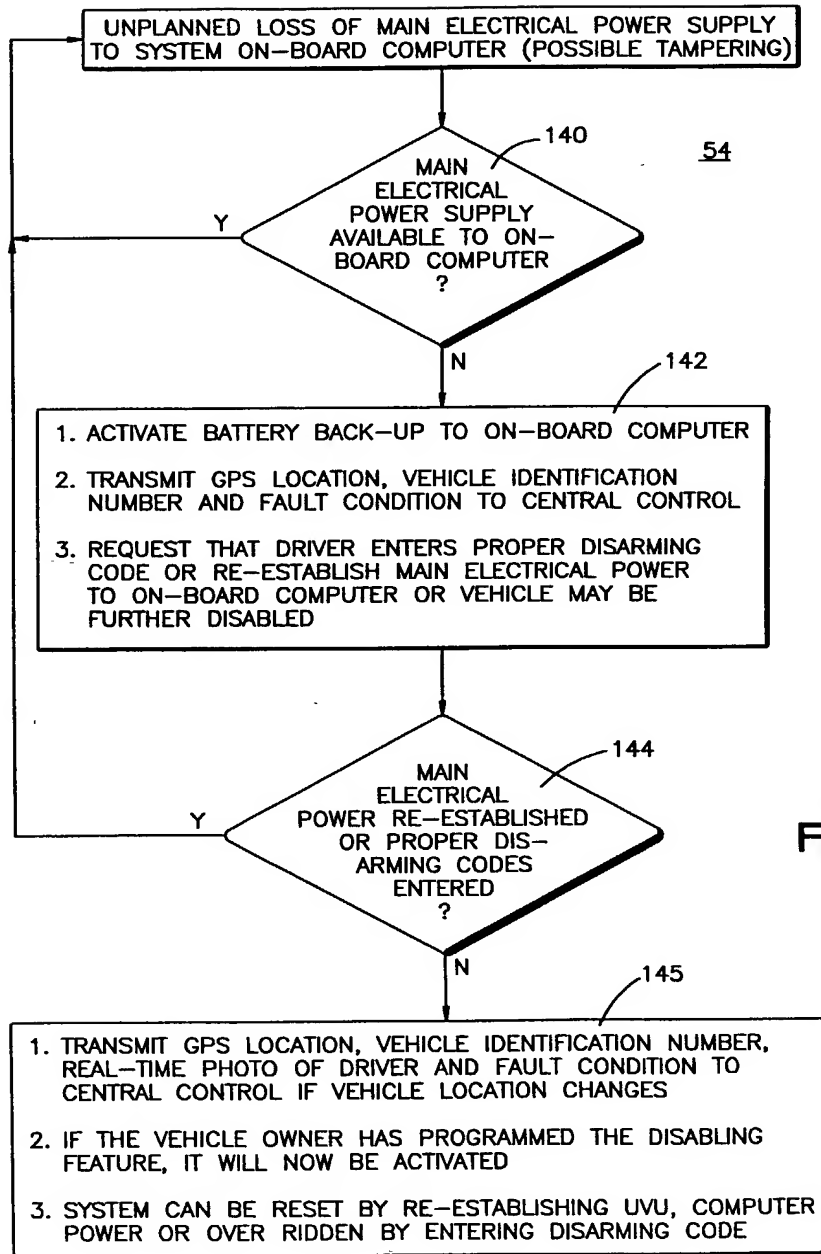 UNPLANNED LOSS OF MAIN ELECTRICAL POWER SUPPLY
TO SYSTEM ON-BOARD COMPUTER (POSSIBLE TAMPERING)
140
54
MAIN
ELECTRICAL
POWER SUPPLY
AVAILABLE TO ON-
BOARD COMPUTER
?
Y
N
142
1. ACTIVATE BATTERY BACK-UP TO ON-BOARD COMPUTER
2. TRANSMIT GPS LOCATION, VEHICLE IDENTIFICATION
NUMBER AND FAULT CONDITION TO CENTRAL CONTROL
3. REQUEST THAT DRIVER ENTERS PROPER DISARMING
CODE OR RE-ESTABLISH MAIN ELECTRICAL POWER
TO ON-BOARD COMPUTER OR VEHICLE MAY BE
FURTHER DISABLED
144
MAIN
ELECTRICAL
POWER RE-ESTABLISHED
OR PROPER DIS-
ARMING CODES
ENTERED
?
Y
F
N
145
1. TRANSMIT GPS LOCATION, VEHICLE IDENTIFICATION NUMBER,
REAL-TIME PHOTO OF DRIVER AND FAULT CONDITION TO
CENTRAL CONTROL IF VEHICLE LOCATION CHANGES
2. IF THE VEHICLE OWNER HAS PROGRAMMED THE DISABLING
FEATURE, IT WILL NOW BE ACTIVATED
3. SYSTEM CAN BE RESET BY RE-ESTABLISHING UVU, COMPUTER
POWER OR OVER RIDDEN BY ENTERING DISARMING CODE